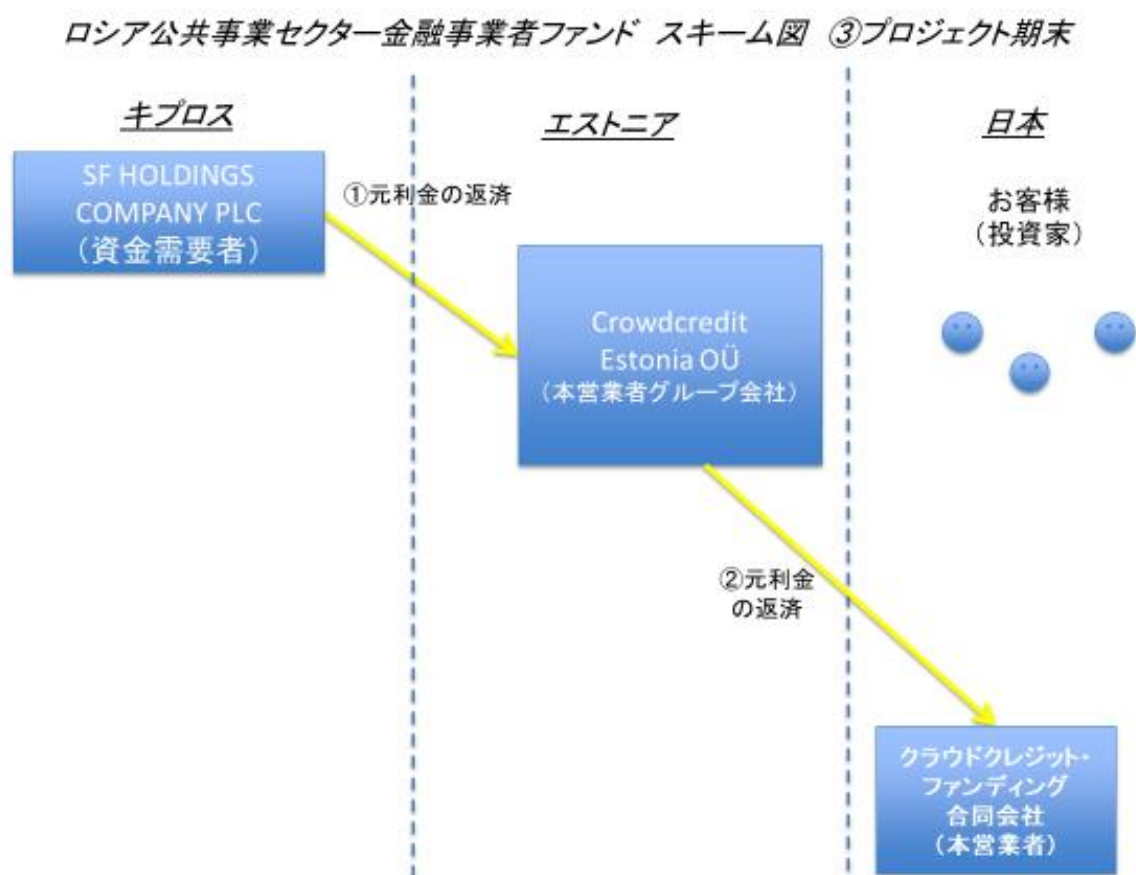 ロシア公共事業セクター金融事業者ファンド スキーム図 ③プロジェクト期末
キプロス
エストニア
日本
SF HOLDINGS
COMPANY PLC
(資金需要者)
①元利金の返済
お客様
(投資家)
Crowdcredit
Estonia OÜ
(本営業者グループ会社)
②元利金
の返済
クラウドクレジット・
ファンディング
合同会社
(本営業者)